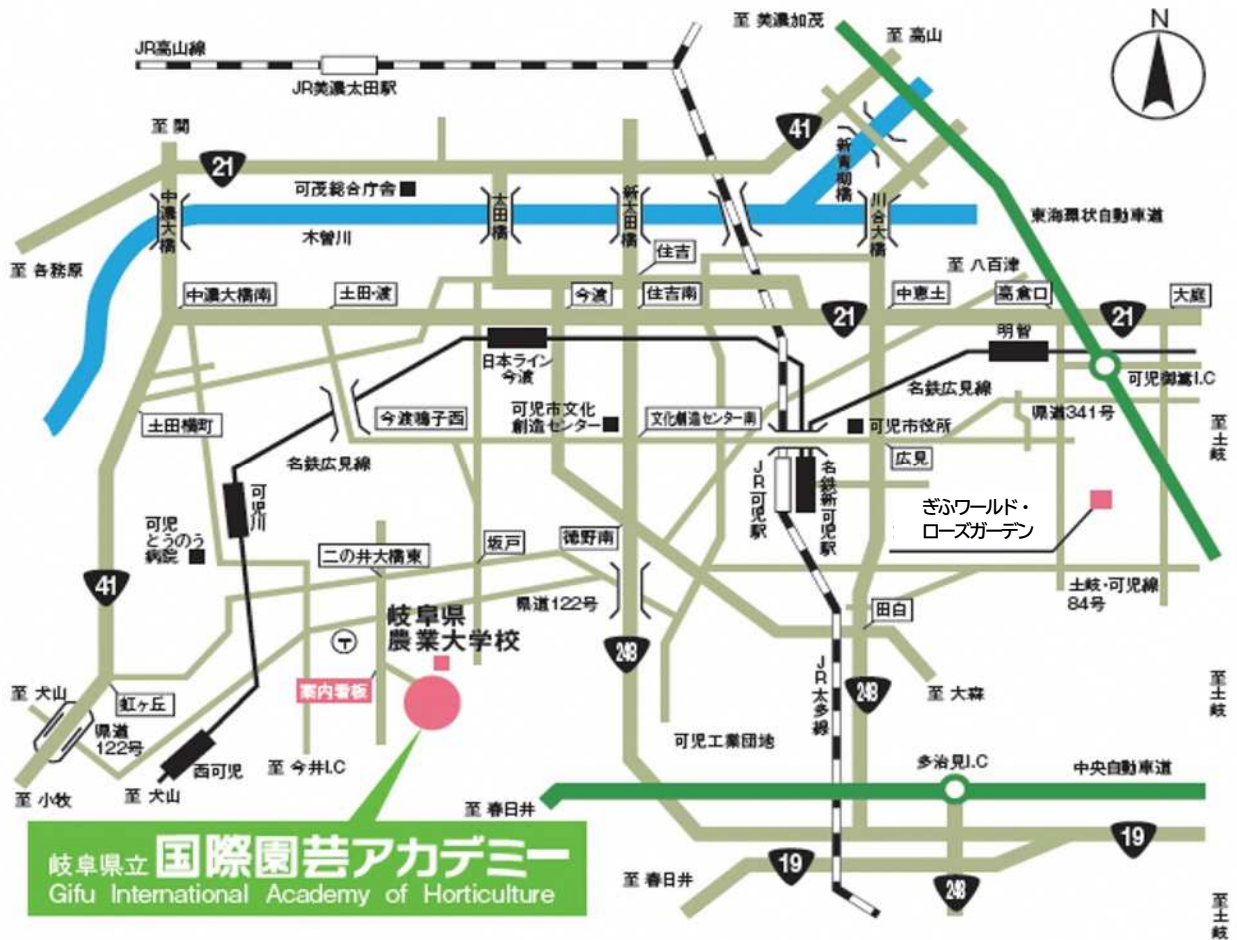 至 美濃加茂
至 高山
N
JR高山線
JR美濃太田駅
至 関
41
21
新青柳橋
可茂総合庁舎
中濃大橋
太田橋
新太田橋
川合大橋
東海環状自動車道
木曽川
至 各務原
住吉
至 八百津
中濃大橋南
土田・渡
今渡
住吉南
中恵土
高倉口
大庭
21
21
明智
日本ライン
今渡
可児御嵩I.C
名鉄広見線
県道341号
土田横町
今渡鳴子西
可児市文化
創造センター
文化創造センター南
可児市役所
至土岐
広見
名鉄広見線
可児川
JR可児駅
名鉄新可児駅
ぎふワールド・
ローズガーデン
可児
とうのう
病院
二の井大橋東
坂戸
徳野南
41
県道122号
土岐・可児線
84号
田白
岐阜県
農業大学校
〒
248
案内看板
至 犬山
虹ヶ丘
県道
122号
JR太多線
248
至 大森
至土岐
可児工業団地
西可児
至 今井I.C
多治見I.C
中央自動車道
至 小牧
至 犬山
至 春日井
岐阜県立 国際園芸アカデミー
Gifu International Academy of Horticulture
19
19
至 春日井
248
至土岐